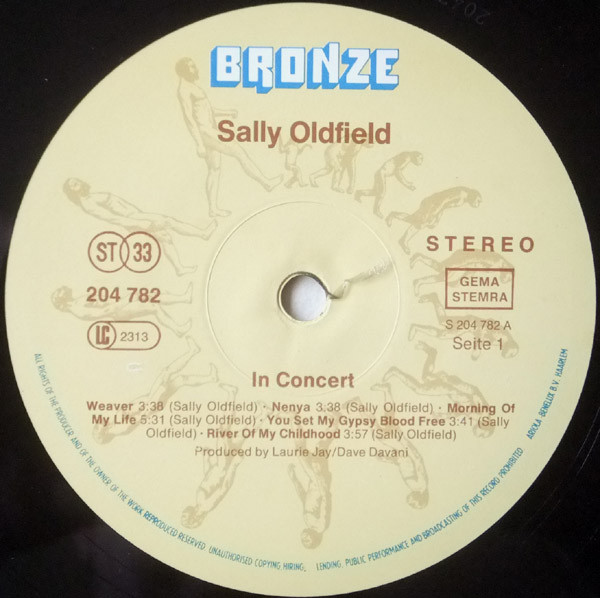 BRONZE
Sally Oldfield
ST 33
204 782
LC 2313
STEREO
GEMA
STEMRA
S 204 782 A
Seite 1
In Concert
Weaver 3:38 (Sally Oldfield) · Nenya 3:38 (Sally Oldfield) · Morning Of
My Life 5:31 (Sally Oldfield) · You Set My Gypsy Blood Free 3:41 (Sally
Oldfield) · River Of My Childhood 3:57 (Sally Oldfield)
Produced by Laurie Jay/Dave Davani
ALL RIGHTS OF THE PRODUCER AND OF THE OWNER OF THE WORK REPRODUCED RESERVED. UNAUTHORISED COPYING HIRING, LENDING, PUBLIC PERFORMANCE AND BROADCASTING OF THIS RECORD PROHIBITED ARIOLA, BENELUX B.V. HAARLEM